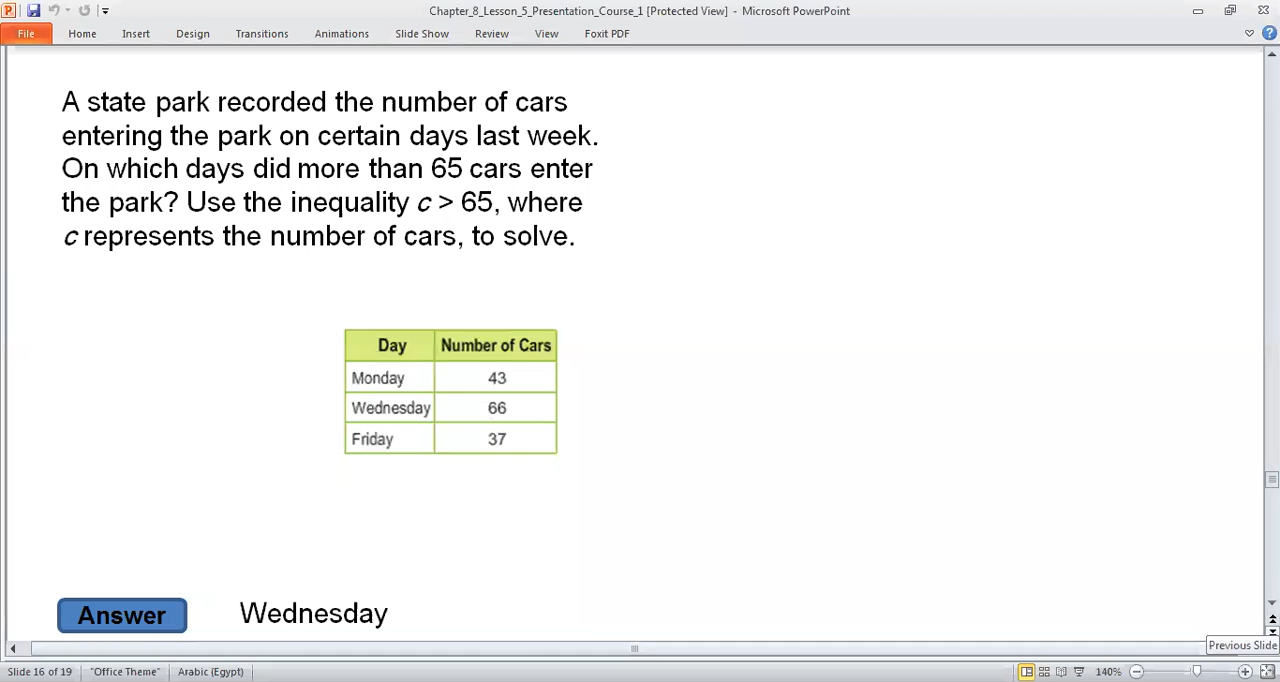 Chapter_8_Lesson_5_Presentation_Course_1 [Protected View] - Microsoft PowerPoint
File Home Insert Design Transitions Animations Slide Show Review View Foxit PDF
A state park recorded the number of cars
entering the park on certain days last week.
On which days did more than 65 cars enter
the park? Use the inequality c > 65, where
c represents the number of cars, to solve.
Day Number of Cars
Monday 43
Wednesday 66
Friday 37
Answer Wednesday
Previous Slide
Slide 16 of 19 "Office Theme" Arabic (Egypt) 140%